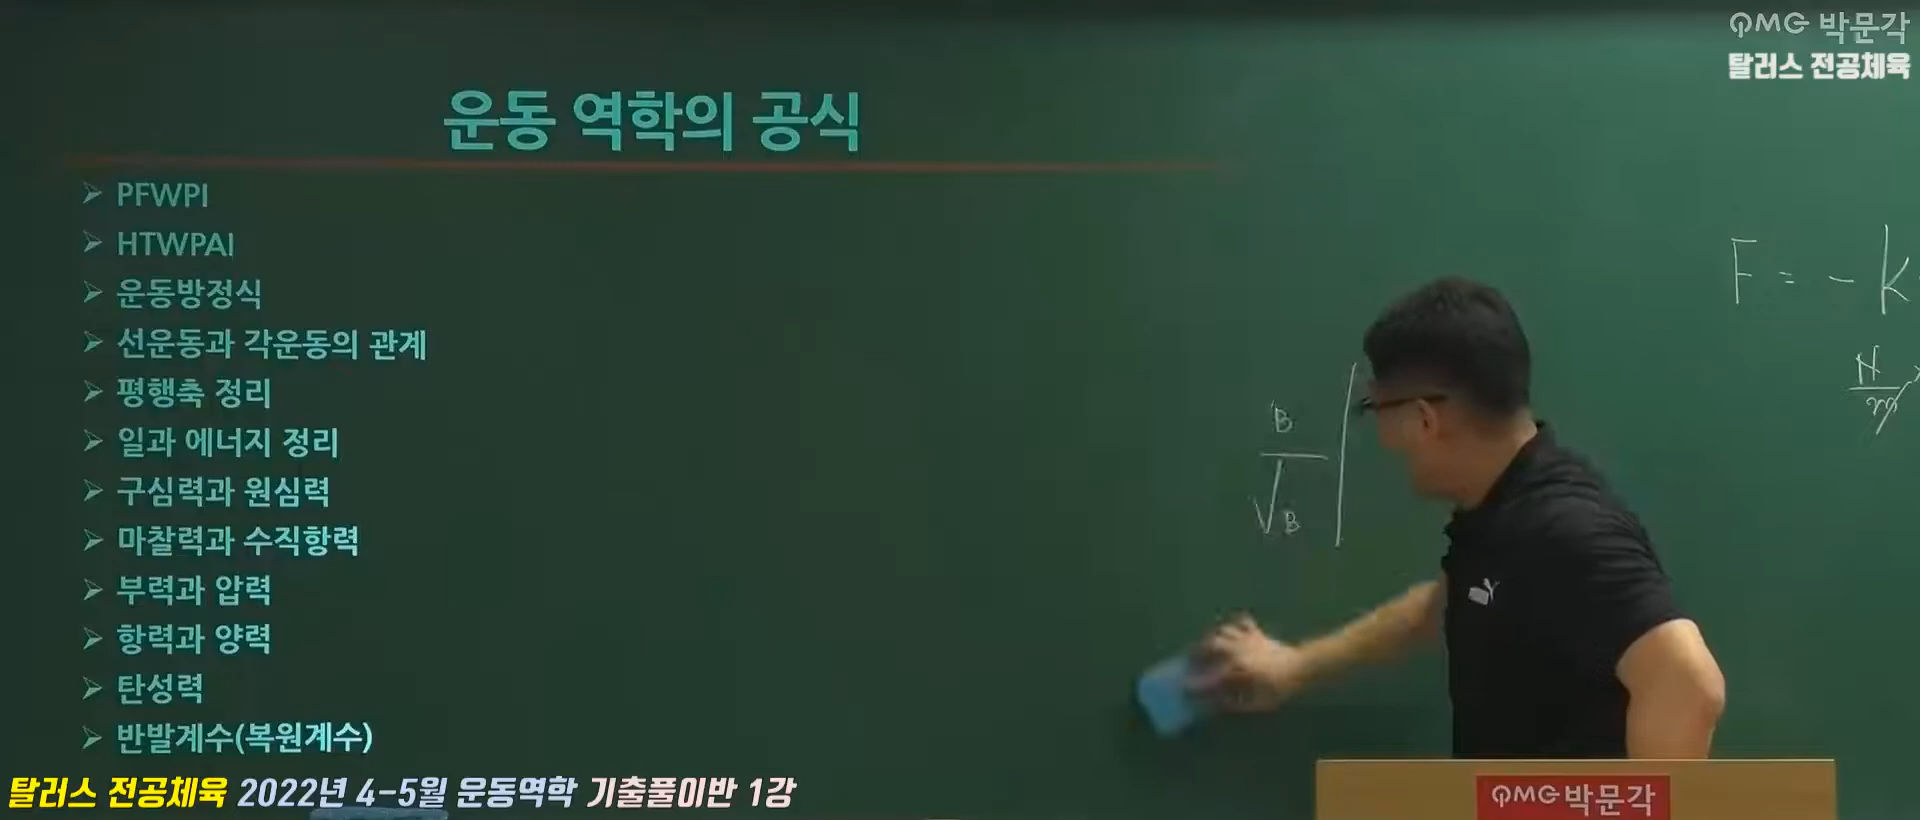 PMG 박문각
탈러스 전공체육
운동 역학의 공식
➢ PFWPI
➢ HTWPAI
➢ 운동방정식
➢ 선운동과 각운동의 관계
➢ 평행축 정리
➢ 일과 에너지 정리
➢ 구심력과 원심력
➢ 마찰력과 수직항력
➢ 부력과 압력
➢ 항력과 양력
➢ 탄성력
➢ 반발계수(복원계수)
F = - k
N
m
B
V_B
PMG 박문각
탈러스 전공체육 2022년 4-5월 운동역학 기출풀이반 1강